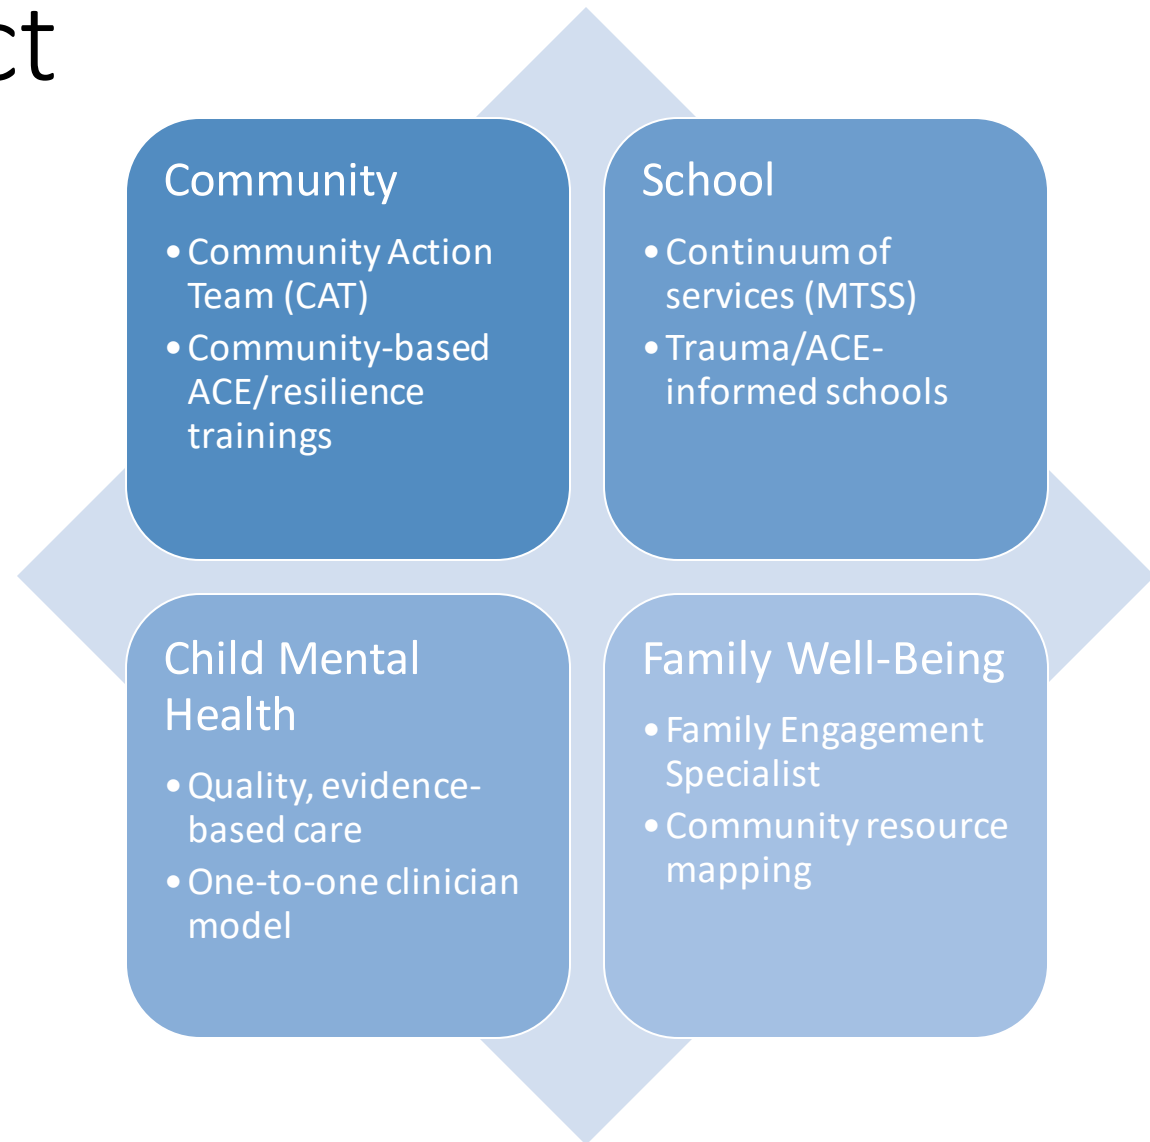 ct
Community
• Community Action
Team (CAT)
• Community-based
ACE/resilience
trainings
School
• Continuum of
services (MTSS)
• Trauma/ACE-
informed schools
Child Mental
Health
• Quality, evidence-
based care
• One-to-one clinician
model
Family Well-Being
• Family Engagement
Specialist
• Community resource
mapping